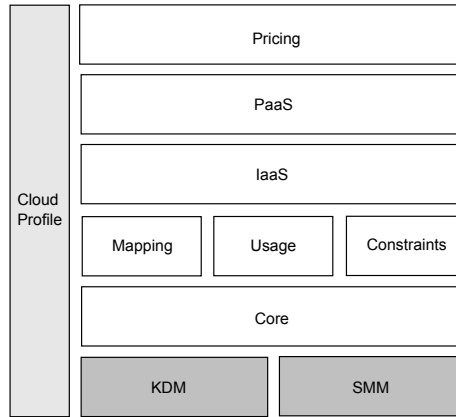 Pricing
PaaS
IaaS
Cloud
Profile
Mapping
Usage
Constraints
Core
KDM
SMM